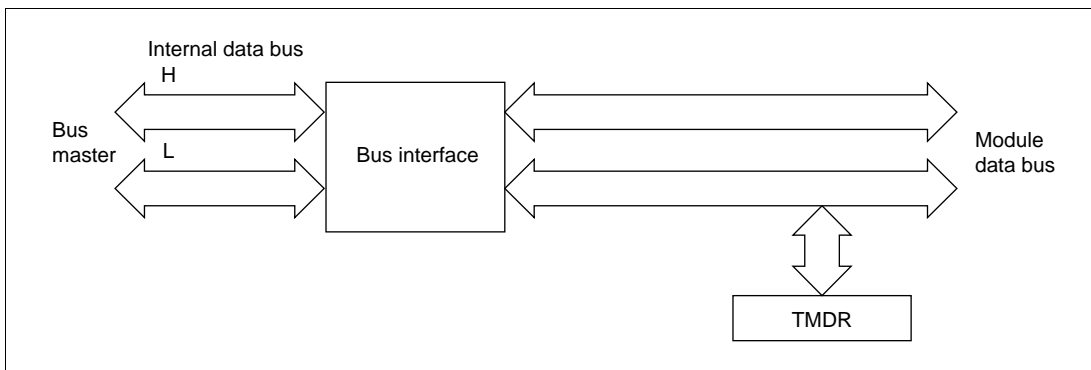 Internal data bus
H
Bus
master
L
Bus interface
Module
data bus
TMDR